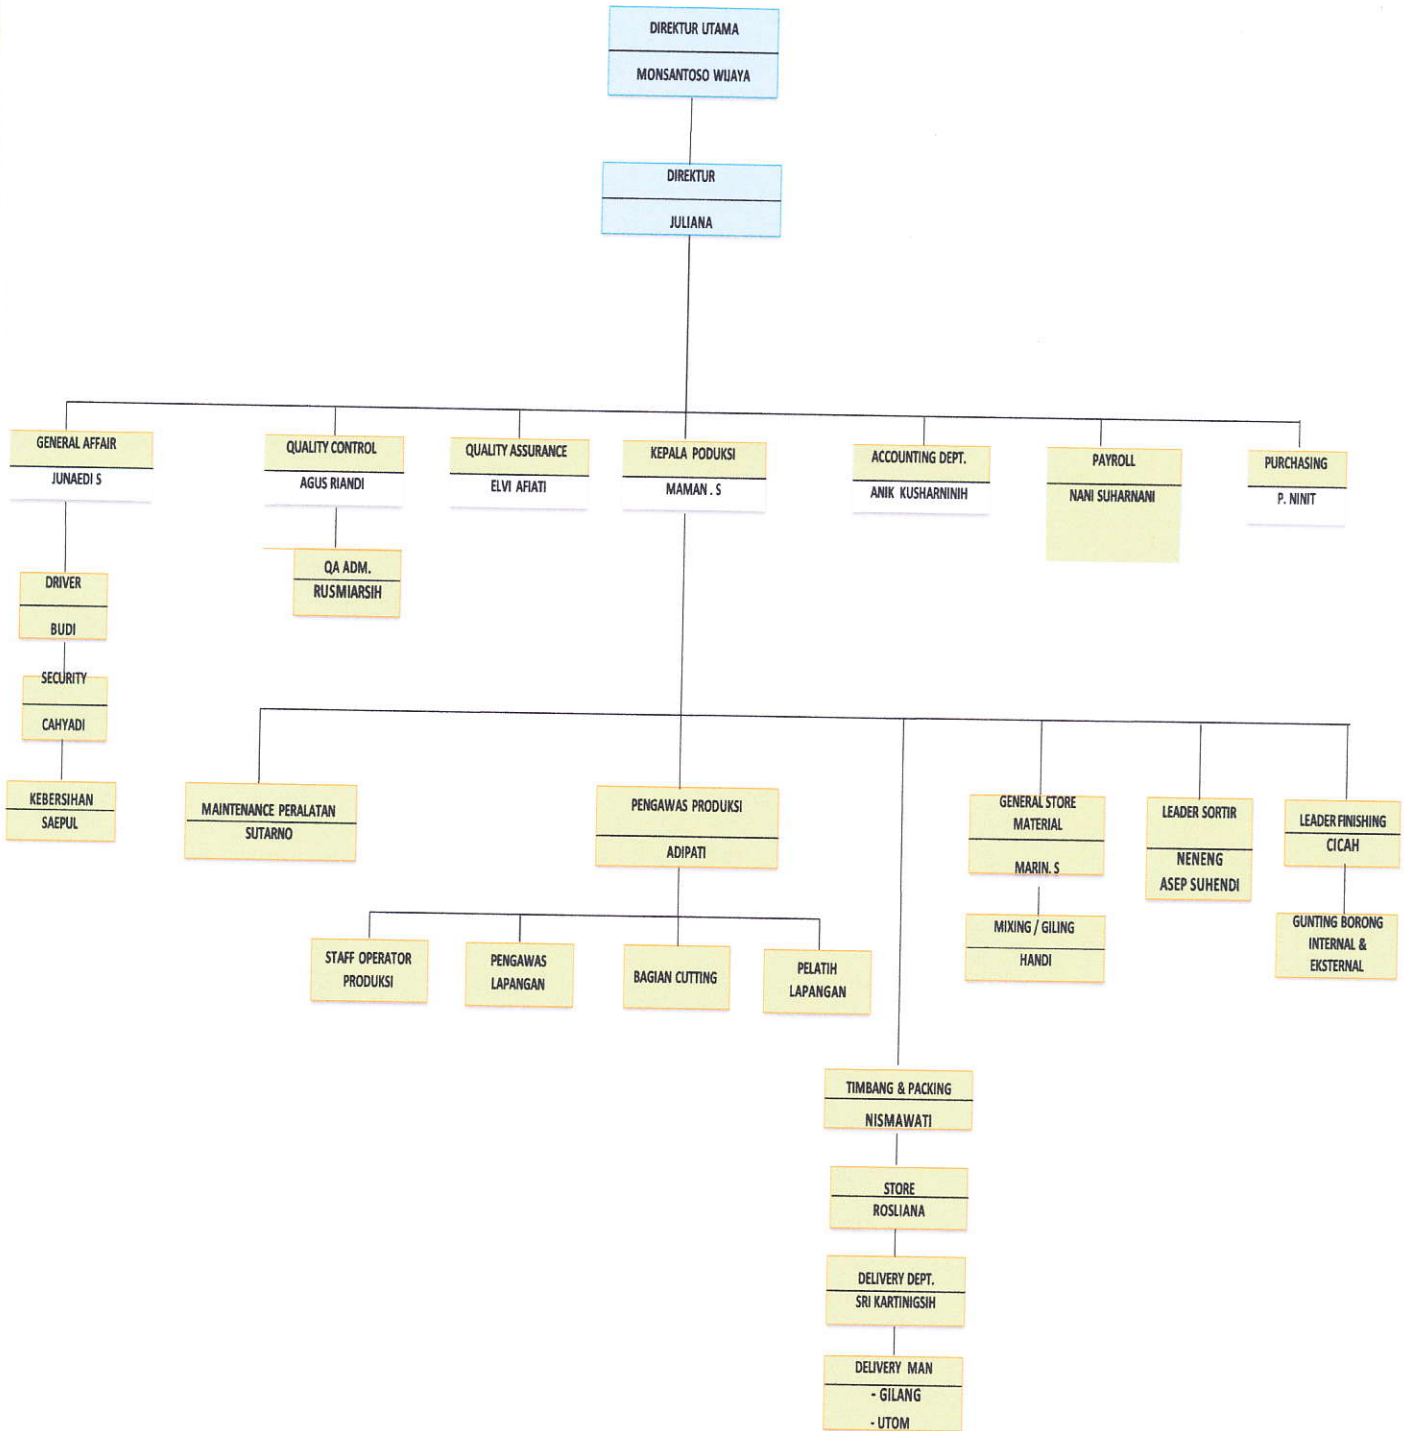 DIREKTUR UTAMA
MONSANTOSO WIJAYA
DIREKTUR
JULIANA
GENERAL AFFAIR
JUNAEDI S
QUALITY CONTROL
AGUS RIANDI
QUALITY ASSURANCE
ELVI AFIATI
KEPALA PODUKSI
MAMAN . S
ACCOUNTING DEPT.
ANIK KUSHARNINIH
PAYROLL
NANI SUHARNANI
PURCHASING
P. NINIT
QA ADM.
RUSMIARSIH
DRIVER
BUDI
SECURITY
CAHYADI
KEBERSIHAN
SAEPUL
MAINTENANCE PERALATAN
SUTARNO
PENGAWAS PRODUKSI
ADIPATI
GENERAL STORE
MATERIAL
MARIN. S
LEADER SORTIR
NENENG
ASEP SUHENDI
LEADER FINISHING
CICAH
STAFF OPERATOR
PRODUKSI
PENGAWAS
LAPANGAN
BAGIAN CUTTING
PELATIH
LAPANGAN
MIXING / GILING
HANDI
GUNTING BORONG
INTERNAL &
EKSTERNAL
TIMBANG & PACKING
NISMAWATI
STORE
ROSLIANA
DELIVERY DEPT.
SRI KARTINIGSIH
DELIVERY MAN
- GILANG
- UTOM